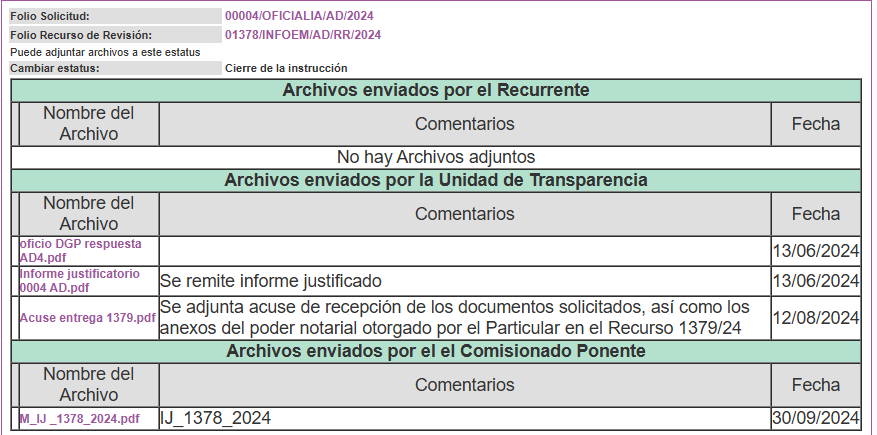 Folio Solicitud: 00004/OFICIALIA/AD/2024
Folio Recurso de Revisión: 01378/INFOEM/AD/RR/2024
Puede adjuntar archivos a este estatus
Cambiar estatus: Cierre de la instrucción
Archivos enviados por el Recurrente
Nombre del Archivo Comentarios Fecha
No hay Archivos adjuntos
Archivos enviados por la Unidad de Transparencia
Nombre del Archivo Comentarios Fecha
oficio DGP respuesta AD4.pdf 13/06/2024
Informe justificatorio 0004 AD.pdf Se remite informe justificado 13/06/2024
Acuse entrega 1379.pdf Se adjunta acuse de recepción de los documentos solicitados, así como los anexos del poder notarial otorgado por el Particular en el Recurso 1379/24 12/08/2024
Archivos enviados por el el Comisionado Ponente
Nombre del Archivo Comentarios Fecha
M_IJ _1378_2024.pdf IJ_1378_2024 30/09/2024